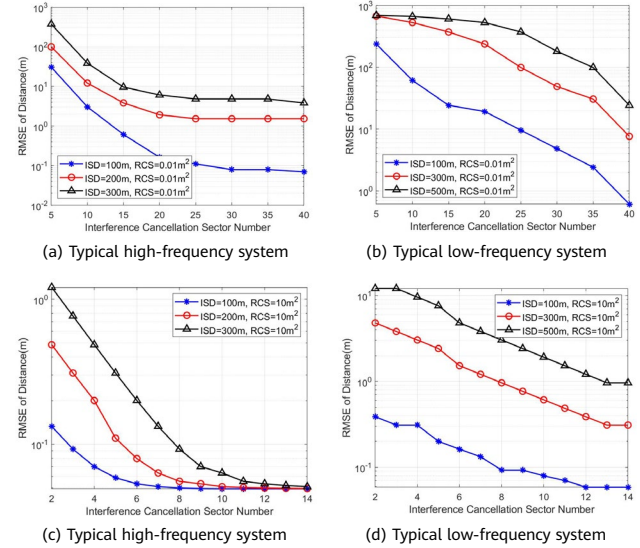 10^3
10^2
10^1
10^0
10^-1
10^-2
RMSE of Distance(m)
ISD=100m, RCS=0.01m^2
ISD=200m, RCS=0.01m^2
ISD=300m, RCS=0.01m^2
5 10 15 20 25 30 35 40
Interference Cancellation Sector Number
(a) Typical high-frequency system
10^3
10^2
10^1
10^0
RMSE of Distance(m)
ISD=100m, RCS=0.01m^2
ISD=300m, RCS=0.01m^2
ISD=500m, RCS=0.01m^2
5 10 15 20 25 30 35 40
Interference Cancellation Sector Number
(b) Typical low-frequency system
10^0
10^-1
RMSE of Distance(m)
ISD=100m, RCS=10m^2
ISD=200m, RCS=10m^2
ISD=300m, RCS=10m^2
2 4 6 8 10 12 14
Interference Cancellation Sector Number
(c) Typical high-frequency system
10^1
10^0
10^-1
RMSE of Distance(m)
ISD=100m, RCS=10m^2
ISD=300m, RCS=10m^2
ISD=500m, RCS=10m^2
2 4 6 8 10 12 14
Interference Cancellation Sector Number
(d) Typical low-frequency system